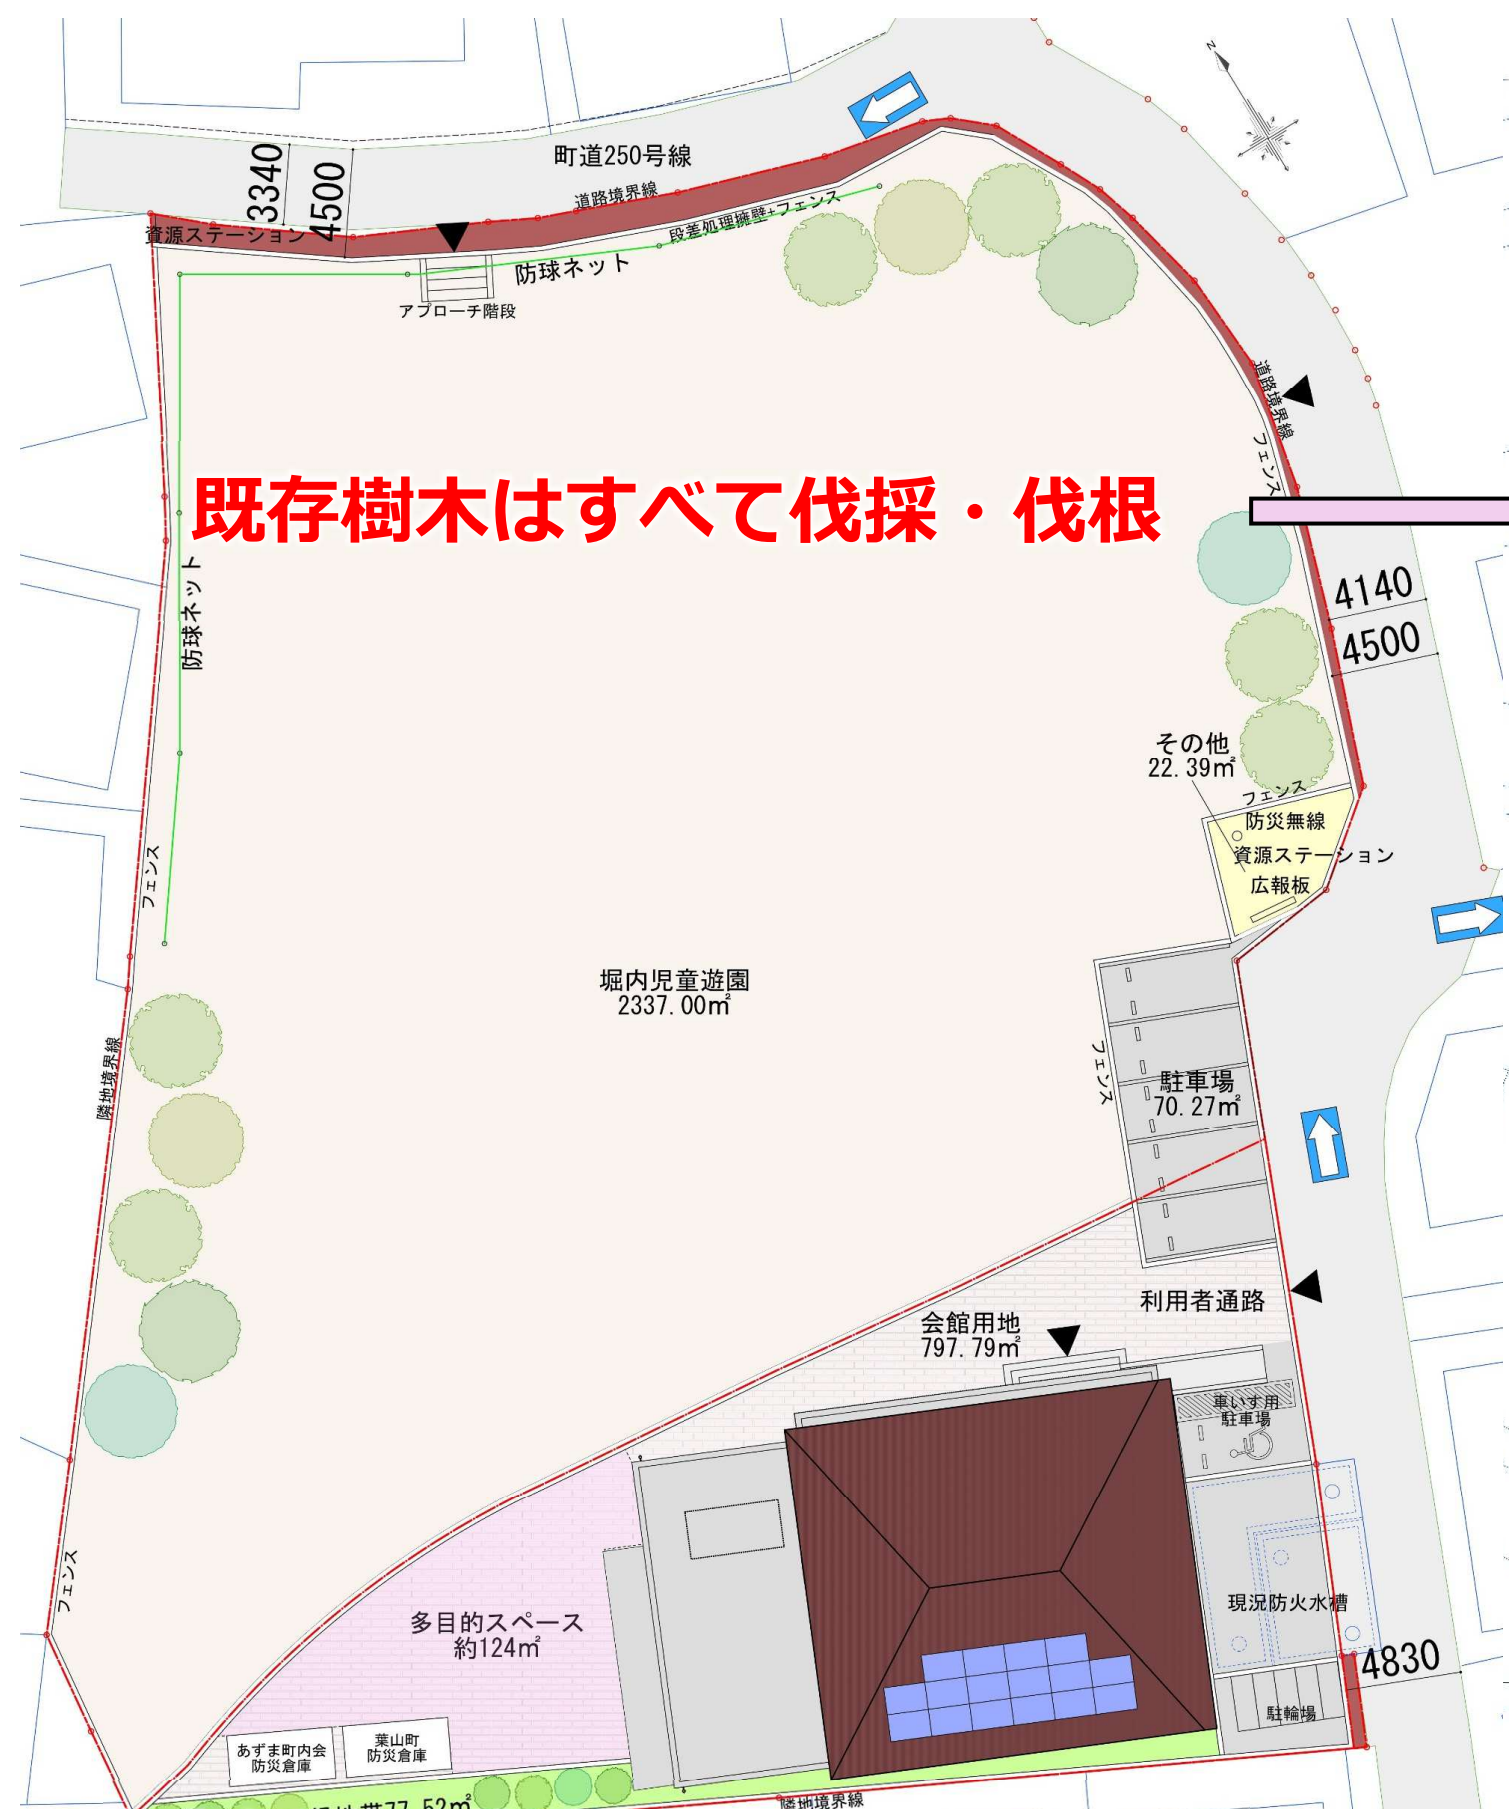 N
町道250号線
3340
4500
道路境界線
資源ステーション
段差処理擁壁+フェンス
防球ネット
アプローチ階段
道路境界線
フェンス
既存樹木はすべて伐採・伐根
防球ネット
4140
4500
その他
22.39㎡
フェンス
防災無線
資源ステーション
広報板
フェンス
堀内児童遊園
2337.00㎡
フェンス
駐車場
70.27㎡
隣地境界線
利用者通路
会館用地
797.79㎡
車いす用
駐車場
フェンス
多目的スペース
約124㎡
現況防火水槽
4830
駐輪場
あずま町内会
防災倉庫
葉山町
防災倉庫
77.52㎡
隣地境界線